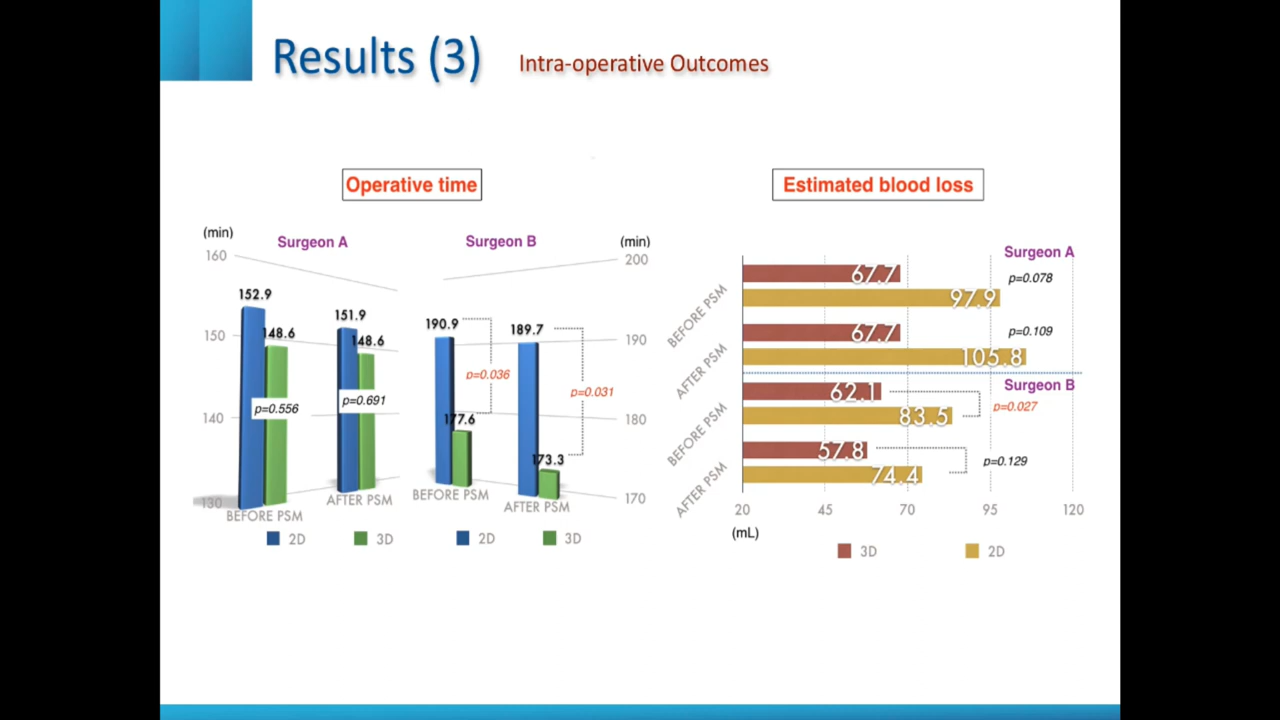 Results (3)
Intra-operative Outcomes
Operative time
(min)
Surgeon A
Surgeon B
(min)
160
150
140
130
200
190
180
170
152.9
148.6
p=0.556
BEFORE PSM
151.9
148.6
p=0.691
AFTER PSM
190.9
177.6
p=0.036
BEFORE PSM
189.7
173.3
p=0.031
AFTER PSM
2D
3D
2D
3D
Estimated blood loss
Surgeon A
BEFORE PSM
67.7
97.9
p=0.078
AFTER PSM
67.7
105.8
p=0.109
Surgeon B
BEFORE PSM
62.1
83.5
p=0.027
AFTER PSM
57.8
74.4
p=0.129
20 45 70 95 120
(mL)
3D
2D